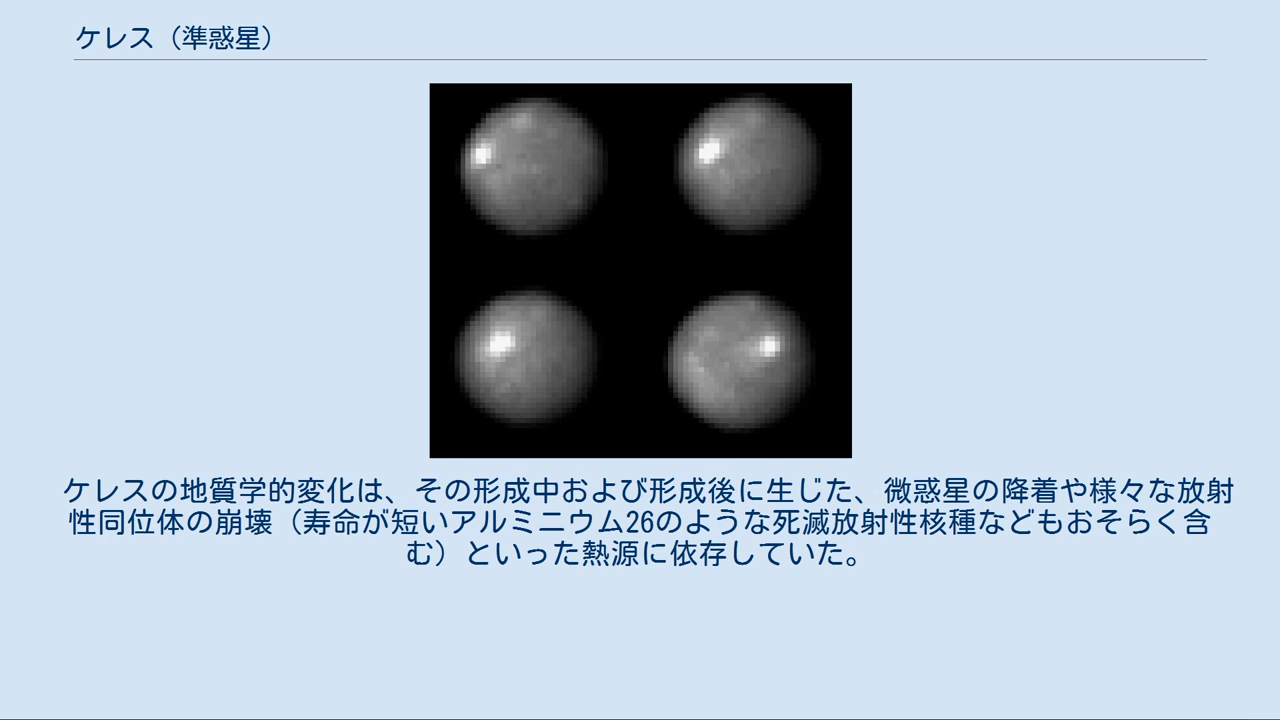 ケレス（準惑星）
ケレスの地質学的変化は、その形成中および形成後に生じた、微惑星の降着や様々な放射
性同位体の崩壊（寿命が短いアルミニウム26のような死滅放射性核種などもおそらく含
む）といった熱源に依存していた。